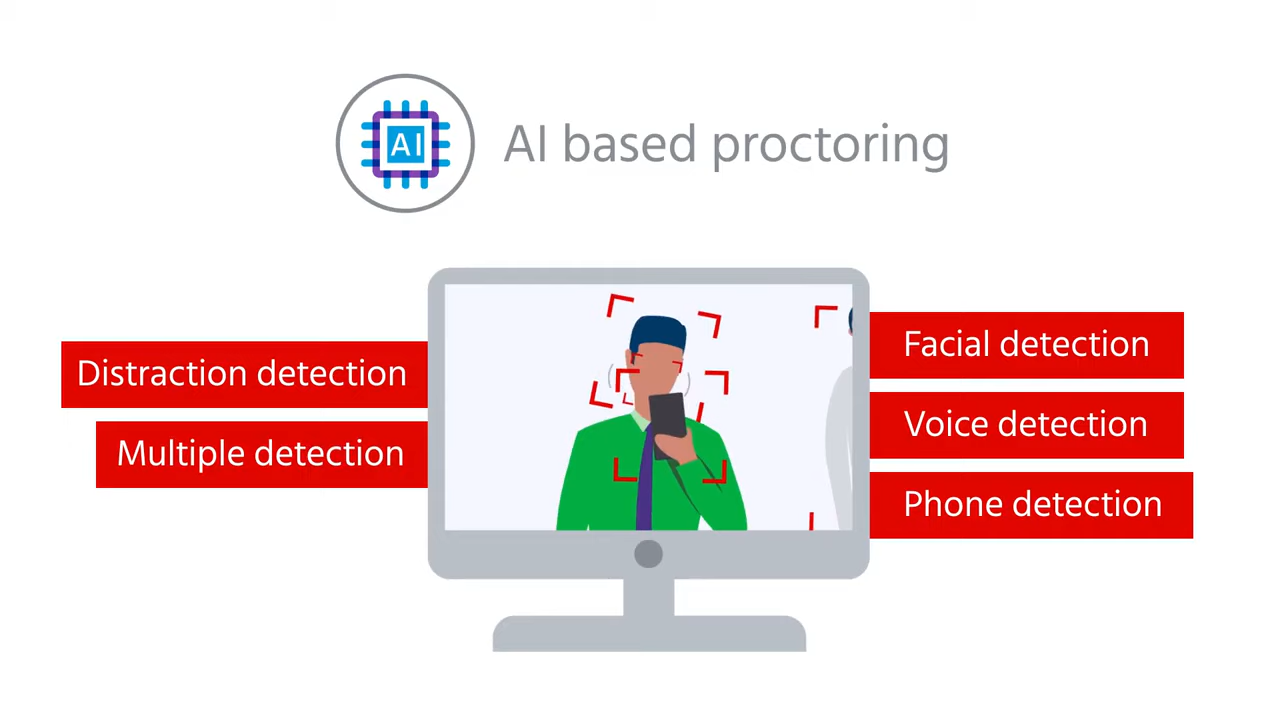 AI
AI based proctoring
Distraction detection
Multiple detection
Facial detection
Voice detection
Phone detection